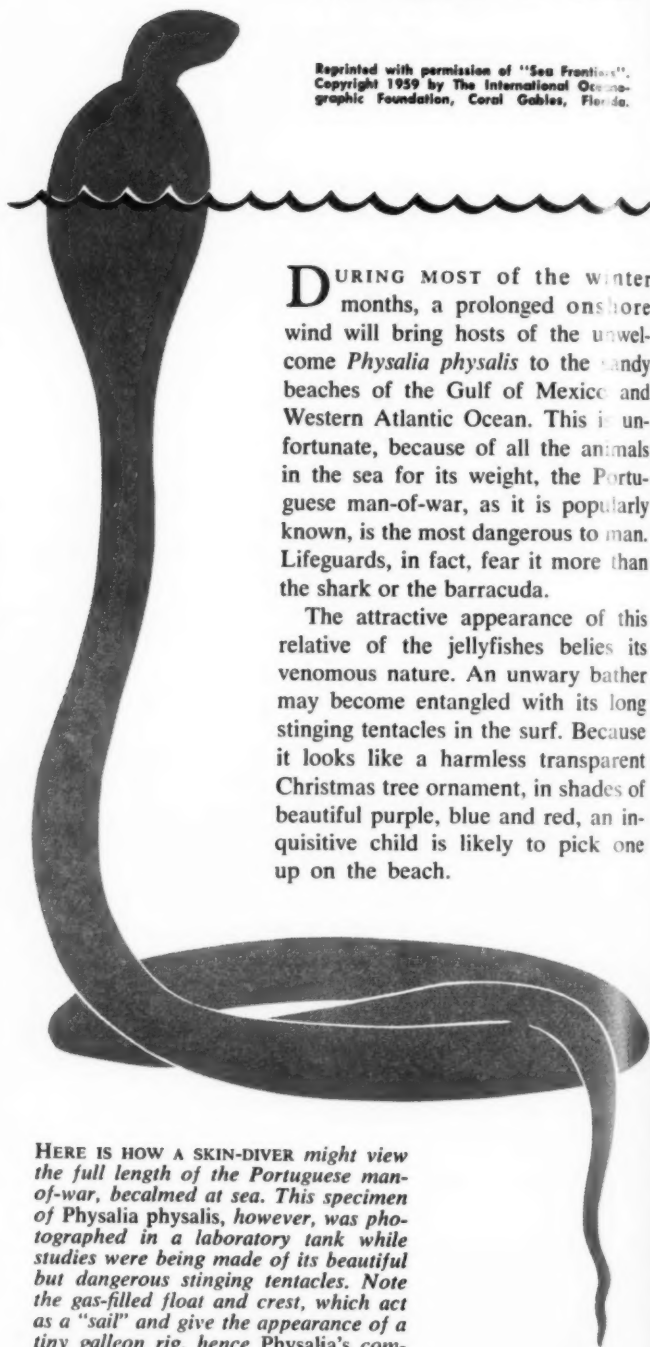 Reprinted with permission of "Sea Frontiers".
Copyright 1959 by The International Oceano-
graphic Foundation, Coral Gables, Florida.
DURING MOST of the winter
months, a prolonged onshore
wind will bring hosts of the unwel-
come Physalia physalis to the sandy
beaches of the Gulf of Mexico and
Western Atlantic Ocean. This is un-
fortunate, because of all the animals
in the sea for its weight, the Portu-
guese man-of-war, as it is popularly
known, is the most dangerous to man.
Lifeguards, in fact, fear it more than
the shark or the barracuda.
The attractive appearance of this
relative of the jellyfishes belies its
venomous nature. An unwary bather
may become entangled with its long
stinging tentacles in the surf. Because
it looks like a harmless transparent
Christmas tree ornament, in shades of
beautiful purple, blue and red, an in-
quisitive child is likely to pick one
up on the beach.
HERE IS HOW A SKIN-DIVER might view
the full length of the Portuguese man-
of-war, becalmed at sea. This specimen
of Physalia physalis, however, was pho-
tographed in a laboratory tank while
studies were being made of its beautiful
but dangerous stinging tentacles. Note
the gas-filled float and crest, which act
as a "sail" and give the appearance of a
tiny galleon rig, hence Physalia's com-